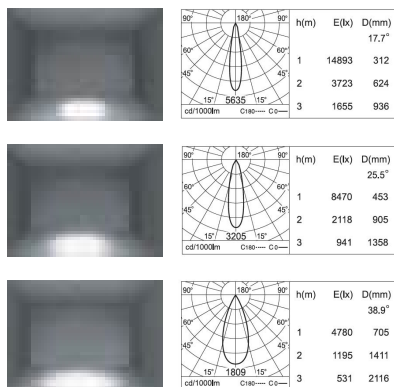 90° 180° 90° h(m) E(lx) D(mm)
17.7°
60° 60°
1 14893 312
45° 45°
2 3723 624
15° 5635 15°
3 1655 936
cd/1000lm C180----- C0—
90° 180° 90° h(m) E(lx) D(mm)
25.5°
60° 60°
1 8470 453
45° 45°
2 2118 905
15° 3205 15°
3 941 1358
cd/1000lm C180----- C0—
90° 180° 90° h(m) E(lx) D(mm)
38.9°
60° 60°
1 4780 705
45° 45°
2 1195 1411
15° 1809 15°
3 531 2116
cd/1000lm C180----- C0—